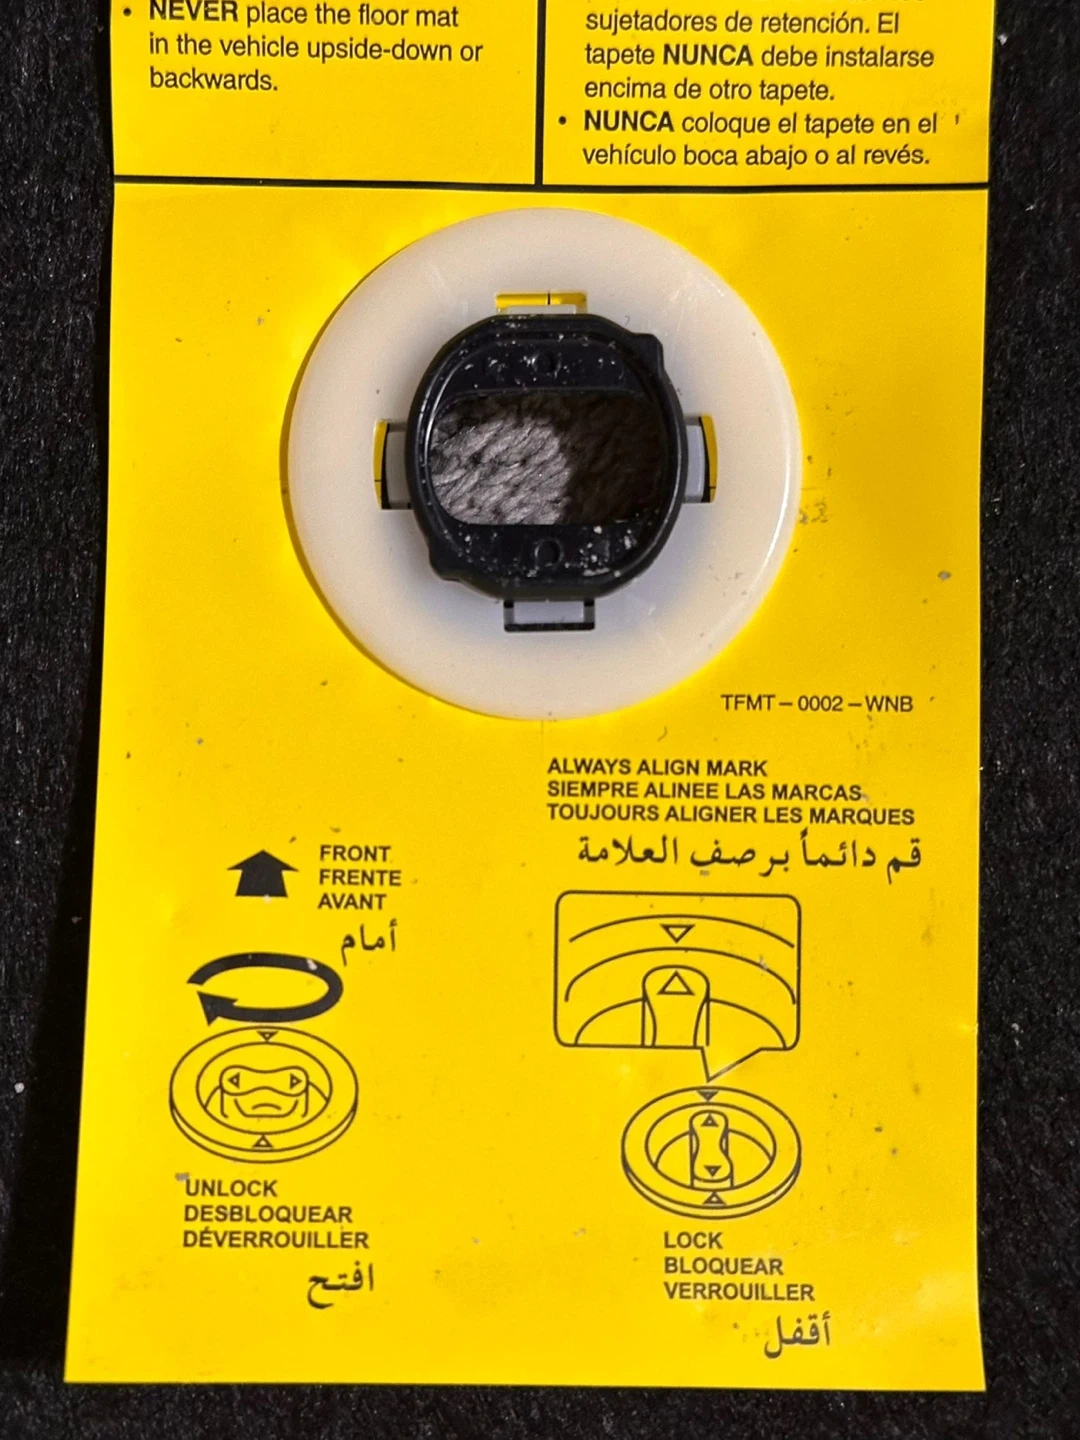 • NEVER place the floor mat
in the vehicle upside-down or
backwards.
sujetadores de retención. El
tapete NUNCA debe instalarse
encima de otro tapete.
• NUNCA coloque el tapete en el
vehículo boca abajo o al revés.
TFMT – 0002 – WNB
ALWAYS ALIGN MARK
SIEMPRE ALINEE LAS MARCAS
TOUJOURS ALIGNER LES MARQUES
قم دائماً برصف العلامة
FRONT
FRENTE
AVANT
أمام
UNLOCK
DESBLOQUEAR
DÉVERROUILLER
افتح
LOCK
BLOQUEAR
VERROUILLER
أقفل